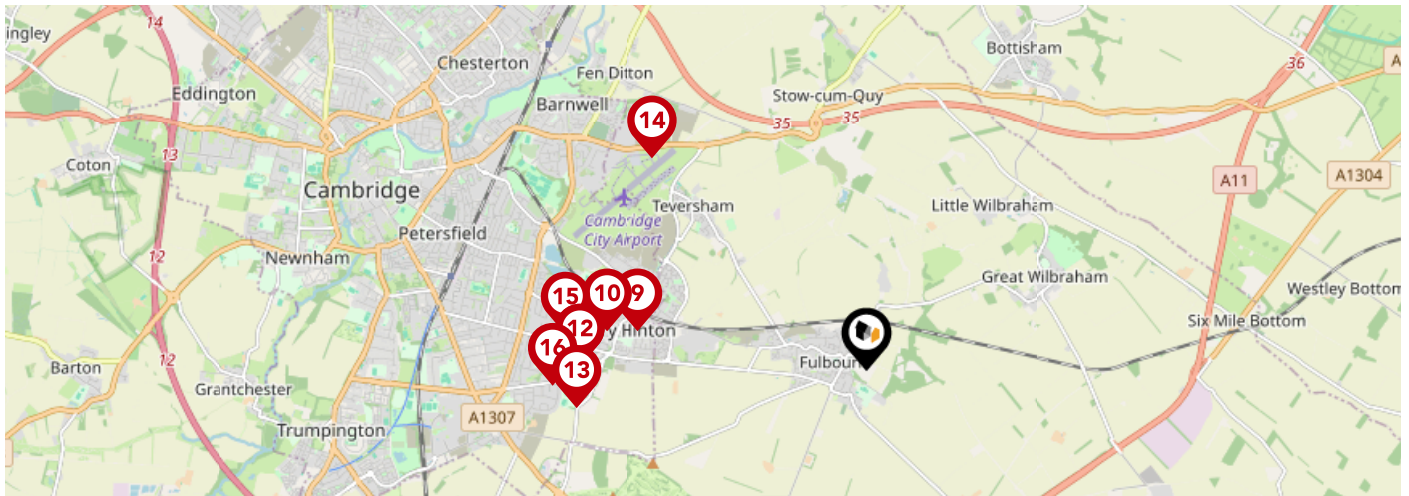 14
ingley
Chesterton
Fen Ditton
Bottisham
36
A
Eddington
Barnwell
Stow-cum-Quy
35
35
14
13
Coton
A11
A1304
Cambridge
Teversham
Little Wilbraham
Cambridge
City Airport
Petersfield
12
Newnham
Great Wilbraham
Westley Bottom
15
10
9
12
y Hinton
Six Mile Bottom
16
13
12
Barton
Fulbourn
Grantchester
A1307
Trumpington